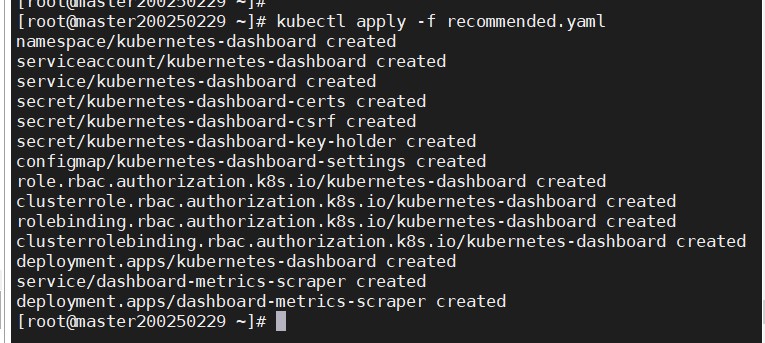 [root@master200250229 ~]#
[root@master200250229 ~]# kubectl apply -f recommended.yaml
namespace/kubernetes-dashboard created
serviceaccount/kubernetes-dashboard created
service/kubernetes-dashboard created
secret/kubernetes-dashboard-certs created
secret/kubernetes-dashboard-csrf created
secret/kubernetes-dashboard-key-holder created
configmap/kubernetes-dashboard-settings created
role.rbac.authorization.k8s.io/kubernetes-dashboard created
clusterrole.rbac.authorization.k8s.io/kubernetes-dashboard created
rolebinding.rbac.authorization.k8s.io/kubernetes-dashboard created
clusterrolebinding.rbac.authorization.k8s.io/kubernetes-dashboard created
deployment.apps/kubernetes-dashboard created
service/dashboard-metrics-scraper created
deployment.apps/dashboard-metrics-scraper created
[root@master200250229 ~]#